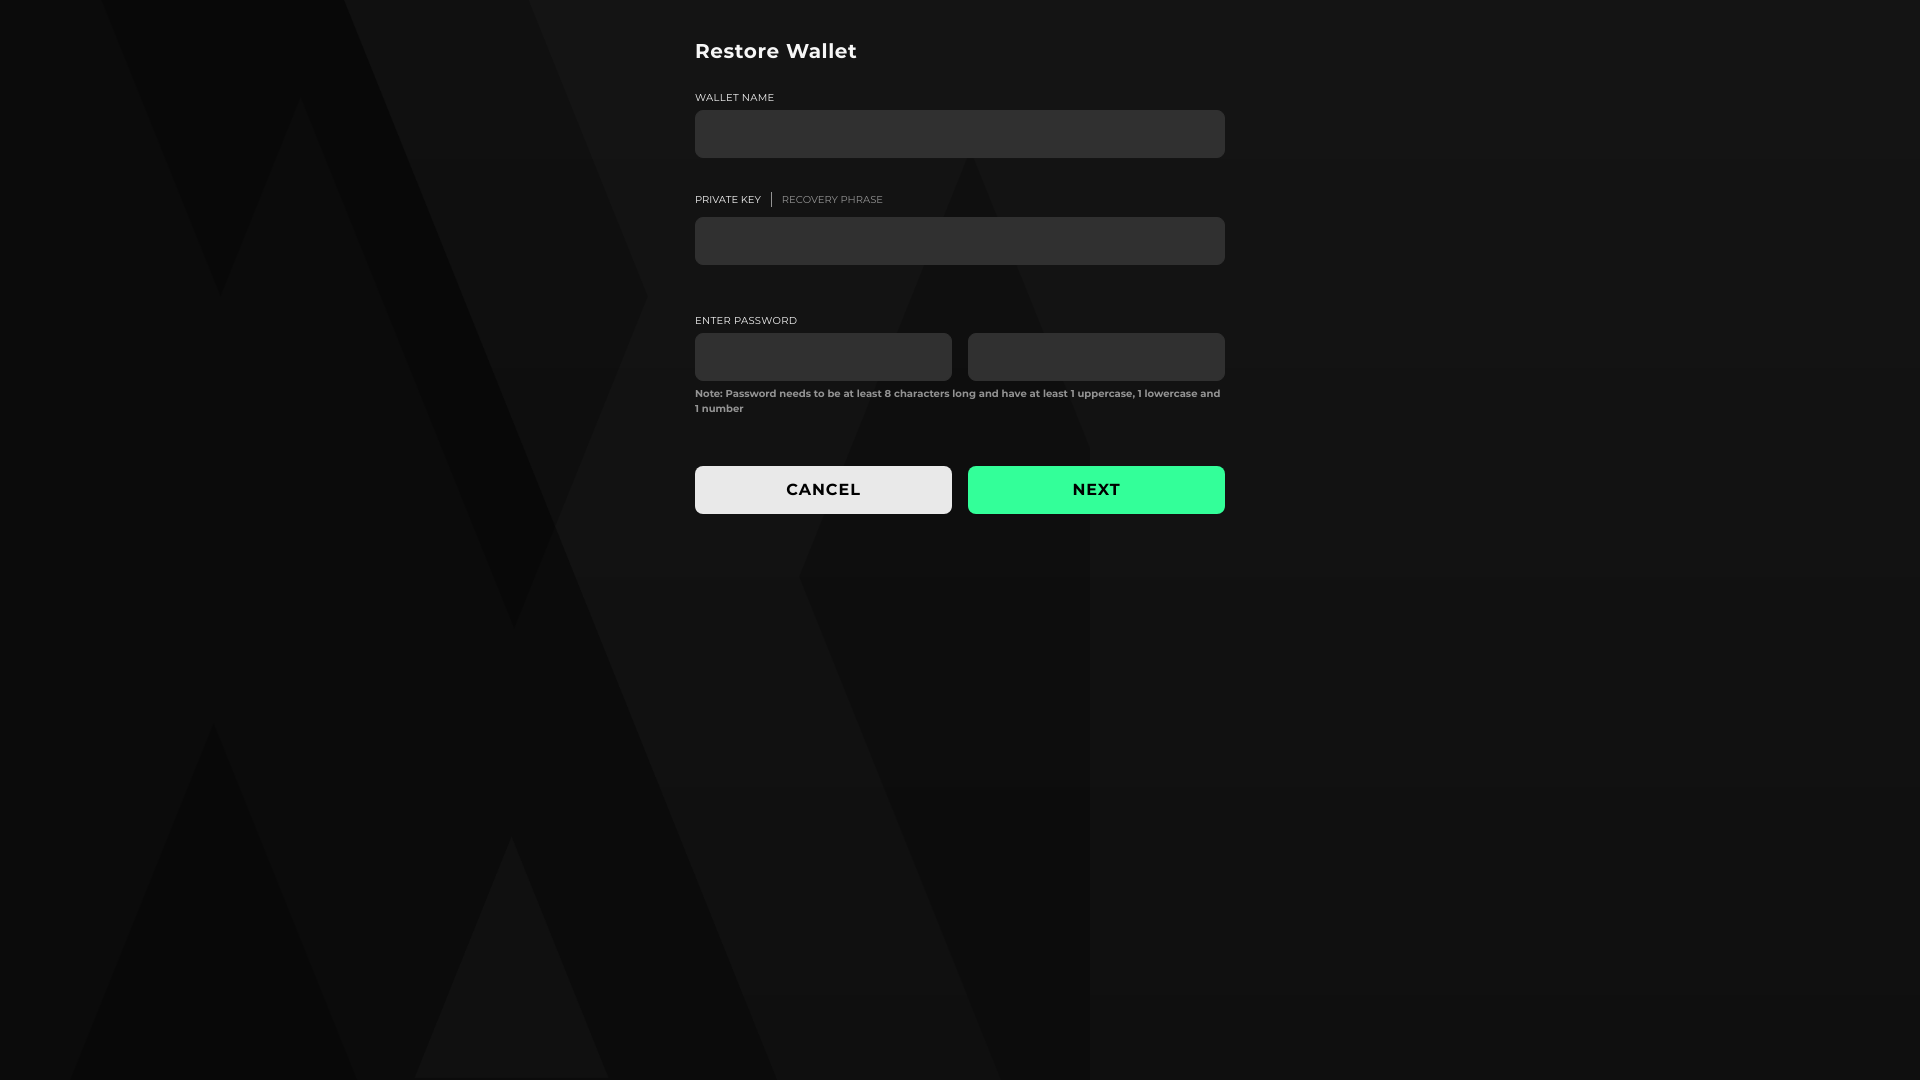 Restore Wallet
WALLET NAME
PRIVATE KEY | RECOVERY PHRASE
ENTER PASSWORD
Note: Password needs to be at least 8 characters long and have at least 1 uppercase, 1 lowercase and
1 number
CANCEL NEXT